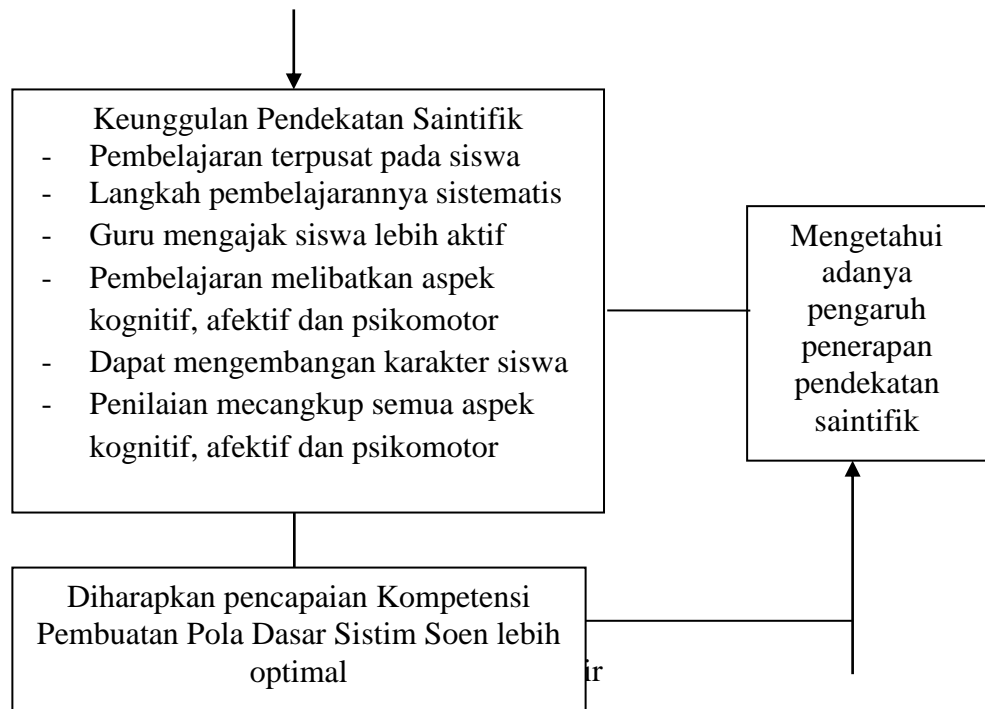 Keunggulan Pendekatan Saintifik
- Pembelajaran terpusat pada siswa
- Langkah pembelajarannya sistematis
- Guru mengajak siswa lebih aktif
- Pembelajaran melibatkan aspek
kognitif, afektif dan psikomotor
- Dapat mengembangan karakter siswa
- Penilaian mecangkup semua aspek
kognitif, afektif dan psikomotor
Mengetahui
adanya
pengaruh
penerapan
pendekatan
saintifik
Diharapkan pencapaian Kompetensi
Pembuatan Pola Dasar Sistim Soen lebih
optimal
ir